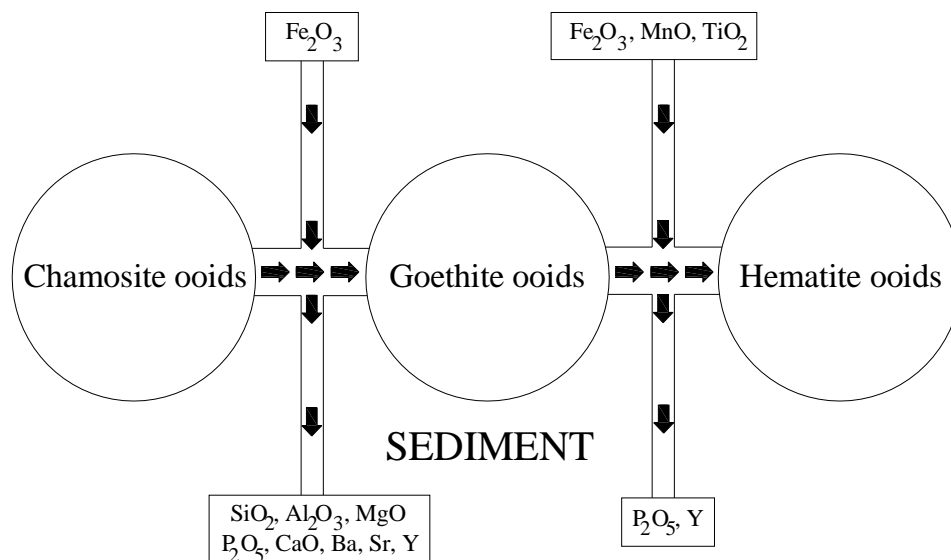 Fe₂O₃
Fe₂O₃, MnO, TiO₂
Chamosite ooids
Goethite ooids
Hematite ooids
SEDIMENT
SiO₂, Al₂O₃, MgO
P₂O₅, CaO, Ba, Sr, Y
P₂O₅, Y